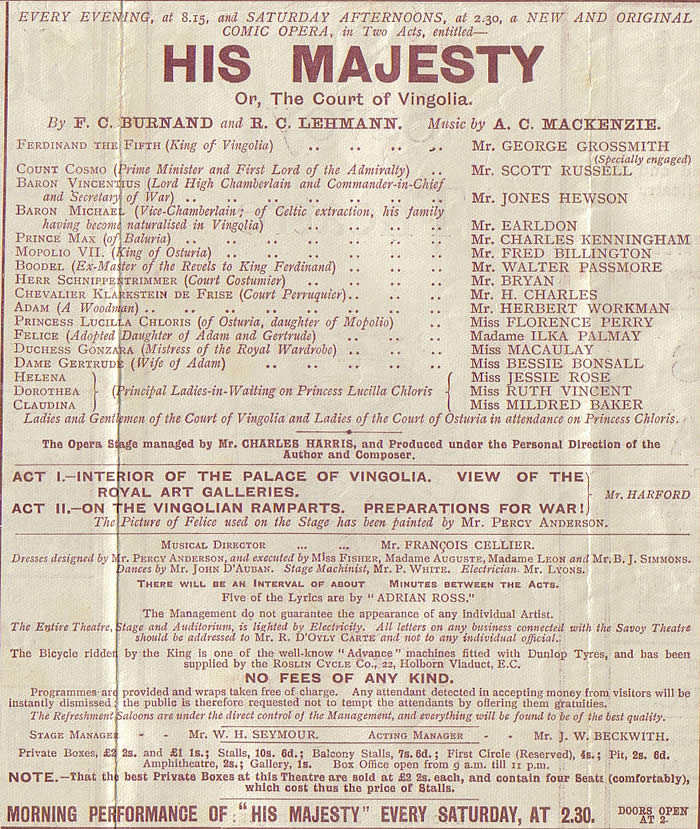 EVERY EVENING, at 8.15, and SATURDAY AFTERNOONS, at 2.30, a NEW AND ORIGINAL
COMIC OPERA, in Two Acts, entitled—
HIS MAJESTY
Or, The Court of Vingolia.
By F. C. BURNAND and R. C. LEHMANN. Music by A. C. MACKENZIE.
FERDINAND THE FIFTH (King of Vingolia) .. .. .. .. Mr. GEORGE GROSSMITH
(Specially engaged)
COUNT COSMO (Prime Minister and First Lord of the Admiralty) .. .. Mr. SCOTT RUSSELL
BARON VINCENTIUS (Lord High Chamberlain and Commander-in-Chief
and Secretary of War) .. .. .. .. .. .. Mr. JONES HEWSON
BARON MICHAEL (Vice-Chamberlain; of Celtic extraction, his family
having become naturalised in Vingolia) .. .. .. .. Mr. EARLDON
PRINCE MAX (of Baluria) .. .. .. .. .. .. Mr. CHARLES KENNINGHAM
MOPOLIO VII. (King of Osturia) .. .. .. .. .. Mr. FRED BILLINGTON
BOODEL (Ex-Master of the Revels to King Ferdinand) .. .. .. Mr. WALTER PASSMORE
HERR SCHNIPPENTRIMMER (Court Costumier) .. .. .. .. Mr. BRYAN
CHEVALIER KLARKSTEIN DE FRISE (Court Perruquier) .. .. .. Mr. H. CHARLES
ADAM (A Woodman) .. .. .. .. .. .. .. Mr. HERBERT WORKMAN
PRINCESS LUCILLA CHLORIS (of Osturia, daughter of Mopolio) .. Miss FLORENCE PERRY
FELICE (Adopted Daughter of Adam and Gertrude) .. .. .. Madame ILKA PALMAY
DUCHESS GONZARA (Mistress of the Royal Wardrobe) .. .. .. Miss MACAULAY
DAME GERTRUDE (Wife of Adam) .. .. .. .. .. Miss BESSIE BONSALL
HELENA Miss JESSIE ROSE
DOROTHEA (Principal Ladies-in-Waiting on Princess Lucilla Chloris Miss RUTH VINCENT
CLAUDINA Miss MILDRED BAKER
Ladies and Gentlemen of the Court of Vingolia and Ladies of the Court of Osturia in attendance on Princess Chloris.
The Opera Stage managed by Mr. CHARLES HARRIS, and Produced under the Personal Direction of the
Author and Composer.
ACT I.—INTERIOR OF THE PALACE OF VINGOLIA. VIEW OF THE
ROYAL ART GALLERIES.
Mr. HARFORD
ACT II.—ON THE VINGOLIAN RAMPARTS. PREPARATIONS FOR WAR!
The Picture of Felice used on the Stage has been painted by Mr. PERCY ANDERSON.
MUSICAL DIRECTOR ... ... Mr. FRANÇOIS CELLIER.
Dresses designed by Mr. PERCY ANDERSON, and executed by MISS FISHER, Madame AUGUSTE, Madame LEON and Mr. B. J. SIMMONS.
Dances by Mr. JOHN D'AUBAN. Stage Machinist, Mr. P. WHITE. Electrician Mr. LYONS.
THERE WILL BE AN INTERVAL OF ABOUT MINUTES BETWEEN THE ACTS.
Five of the Lyrics are by "ADRIAN ROSS."
The Management do not guarantee the appearance of any Individual Artist.
The Entire Theatre, Stage and Auditorium, is lighted by Electricity. All letters on any business connected with the Savoy Theatre
should be addressed to Mr. R. D'OYLY CARTE and not to any individual official.
The Bicycle ridden by the King is one of the well-know "Advance" machines fitted with Dunlop Tyres, and has been
supplied by the ROSLIN CYCLE Co., 22, Holborn Viaduct, E.C.
NO FEES OF ANY KIND.
Programmes are provided and wraps taken free of charge. Any attendant detected in accepting money from visitors will be
instantly dismissed; the public is therefore requested not to tempt the attendants by offering them gratuities.
The Refreshment Saloons are under the direct control of the Management, and everything will be found to be of the best quality.
STAGE MANAGER - - Mr. W. H. SEYMOUR. ACTING MANAGER - - Mr. J. W. BECKWITH.
Private Boxes, £2 2s. and £1 1s.; Stalls, 10s. 6d.; Balcony Stalls, 7s. 6d.; First Circle (Reserved), 4s.; Pit, 2s. 6d.
Amphitheatre, 2s.; Gallery, 1s. Box Office open from 9 a.m. till 11 p.m.
NOTE.—That the best Private Boxes at this Theatre are sold at £2 2s. each, and contain four Seats (comfortably),
which cost thus the price of Stalls.
MORNING PERFORMANCE OF "HIS MAJESTY" EVERY SATURDAY, AT 2.30. DOORS OPEN
AT 2-